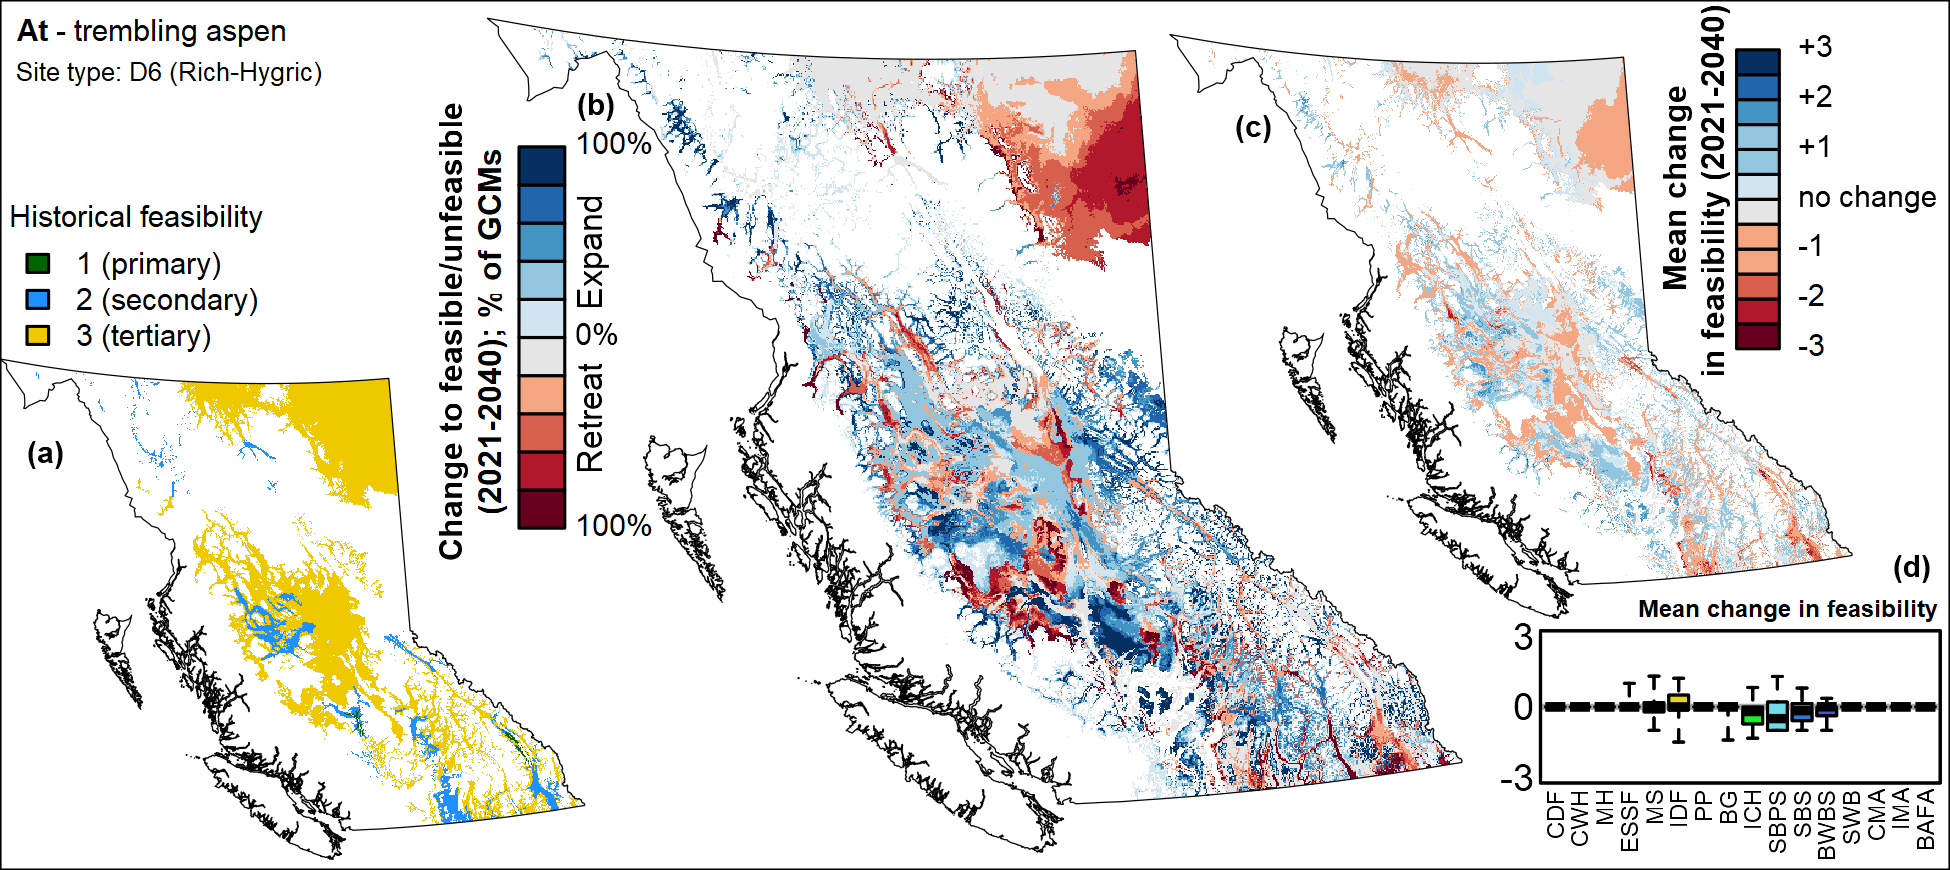 At - trembling aspen
Site type: D6 (Rich-Hygric)
Historical feasibility
1 (primary)
2 (secondary)
3 (tertiary)
(a)
(b)
Change to feasible/unfeasible
(2021-2040); % of GCMs
100%
Expand
0%
Retreat
100%
(c)
Mean change
in feasibility (2021-2040)
+3
+2
+1
no change
-1
-2
-3
(d)
Mean change in feasibility
3
0
-3
CDF
CWH
MH
ESSF
MS
IDF
PP
BG
ICH
SBPS
SBS
BWBS
SWB
CMA
IMA
BAFA